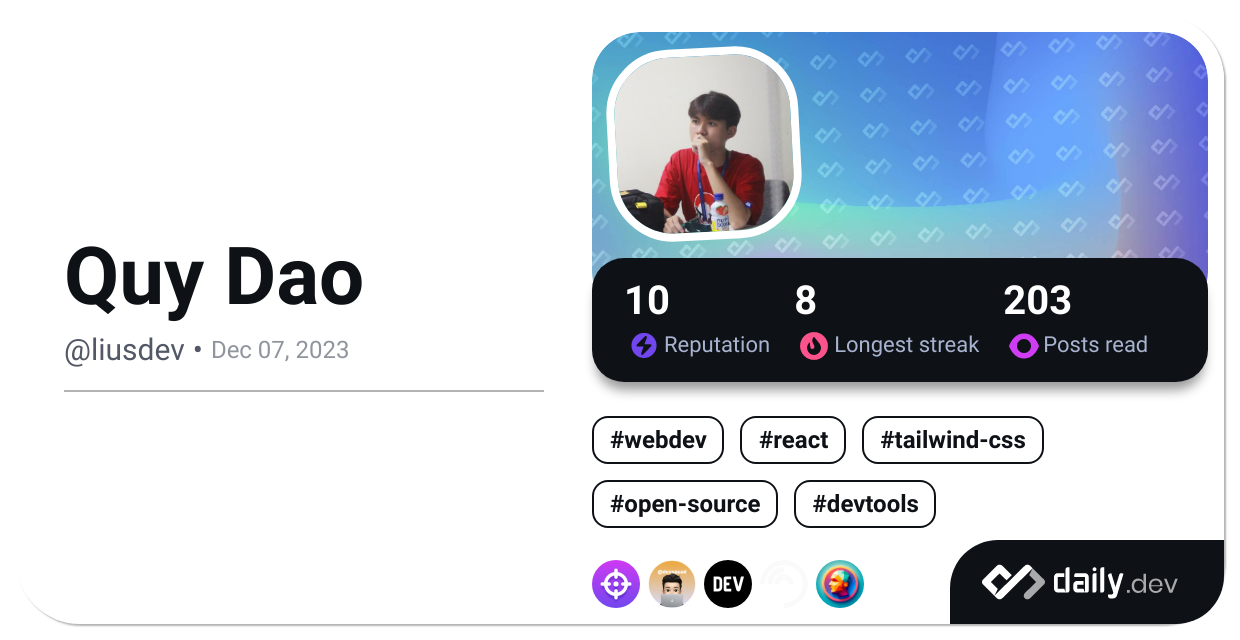 Quy Dao
@liusdev • Dec 07, 2023
10 8 203
Reputation Longest streak Posts read
#webdev #react #tailwind-css
#open-source #devtools
DEV
daily.dev